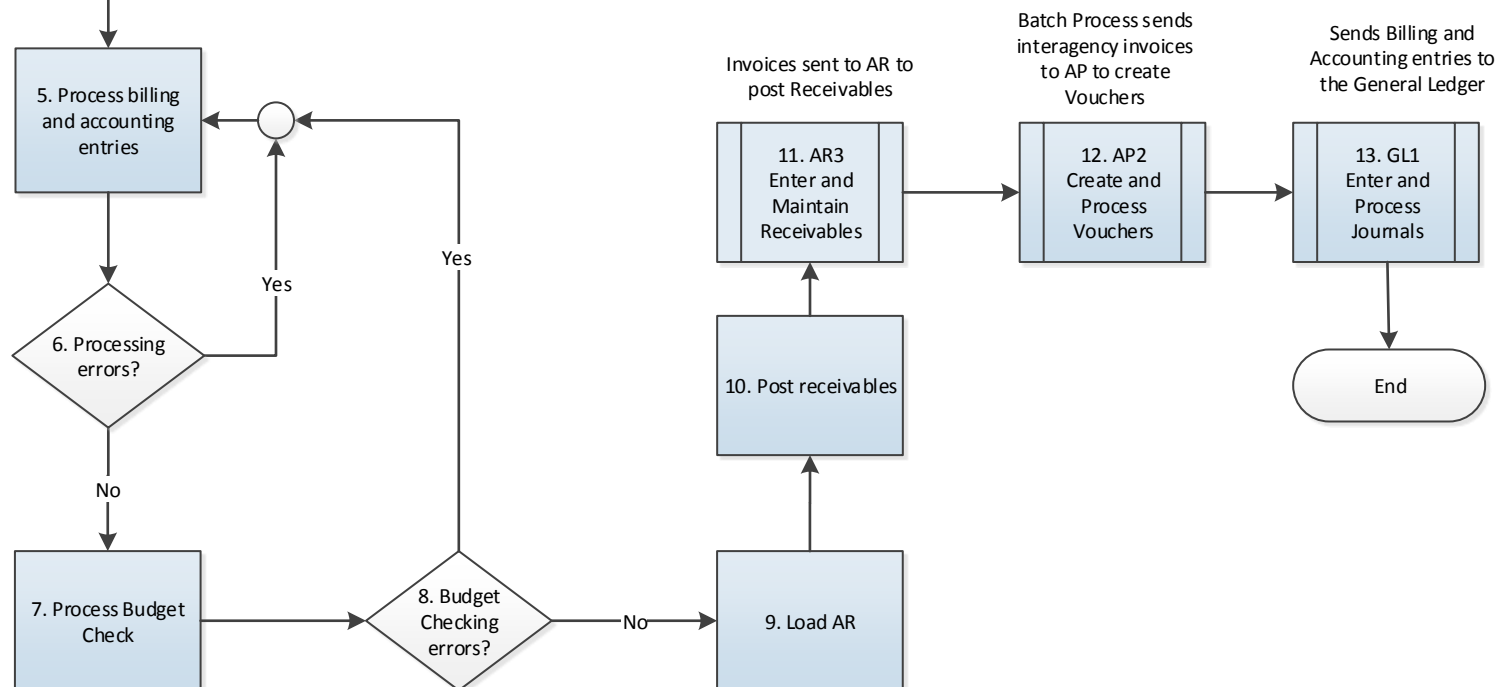 Batch Process sends
interagency invoices
to AP to create
Vouchers
Sends Billing and
Accounting entries to
the General Ledger
Invoices sent to AR to
post Receivables
5. Process billing
and accounting
entries
11. AR3
Enter and
Maintain
Receivables
12. AP2
Create and
Process
Vouchers
13. GL1
Enter and
Process
Journals
Yes
Yes
6. Processing
errors?
10. Post receivables
End
No
7. Process Budget
Check
8. Budget
Checking
errors?
No
9. Load AR